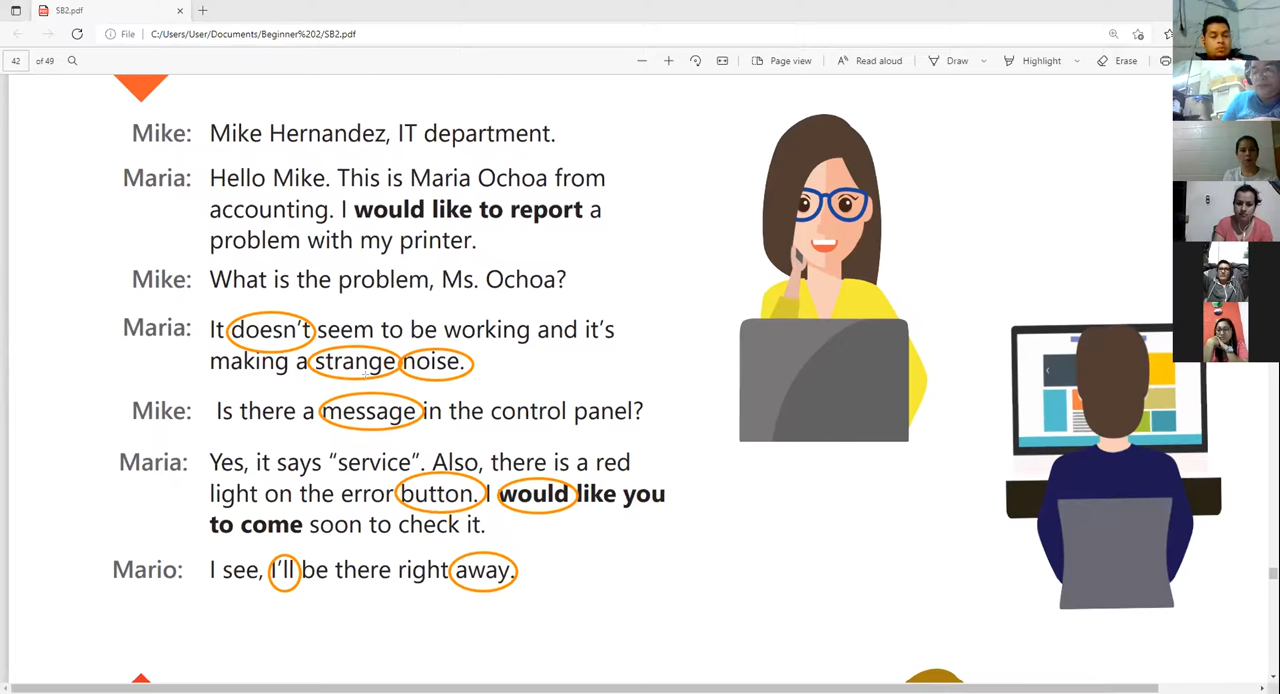 SB2.pdf
File
C:/Users/User/Documents/Beginner%202/SB2.pdf
42 of 49
Page view
Read aloud
Draw
Highlight
Erase
Mike: Mike Hernandez, IT department.
Maria: Hello Mike. This is Maria Ochoa from
accounting. I would like to report a
problem with my printer.
Mike: What is the problem, Ms. Ochoa?
Maria: It doesn't seem to be working and it's
making a strange noise.
Mike: Is there a message in the control panel?
Maria: Yes, it says “service”. Also, there is a red
light on the error button. I would like you
to come soon to check it.
Mario: I see, I'll be there right away.